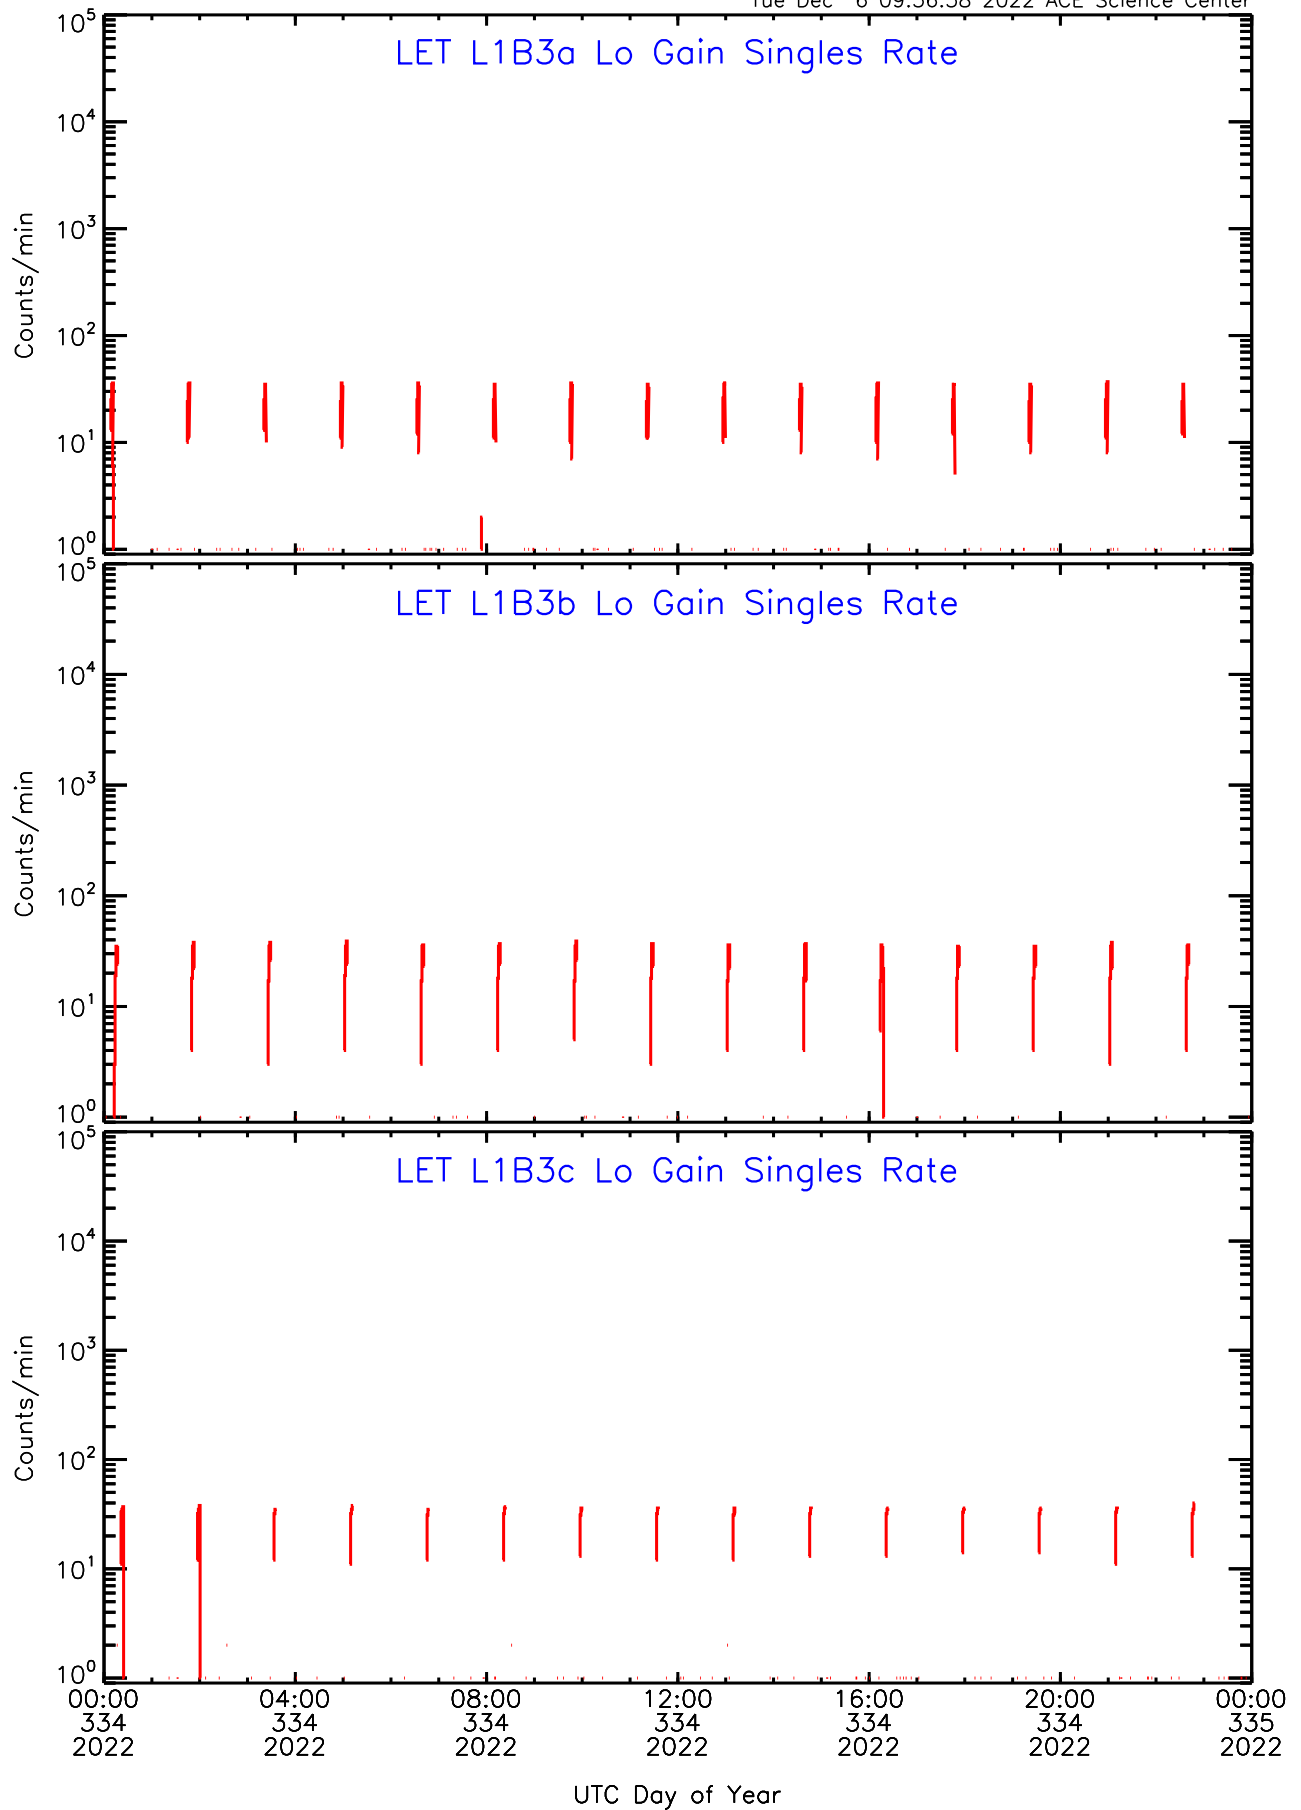 Tue Dec 6 09:56:58 2022 ACE Science Center
LET L1B3a Lo Gain Singles Rate
10^5
10^4
10^3
10^2
10^1
10^0
Counts/min
LET L1B3b Lo Gain Singles Rate
10^5
10^4
10^3
10^2
10^1
10^0
Counts/min
LET L1B3c Lo Gain Singles Rate
10^5
10^4
10^3
10^2
10^1
10^0
Counts/min
00:00 04:00 08:00 12:00 16:00 20:00 00:00
334 334 334 334 334 334 335
2022 2022 2022 2022 2022 2022 2022
UTC Day of Year